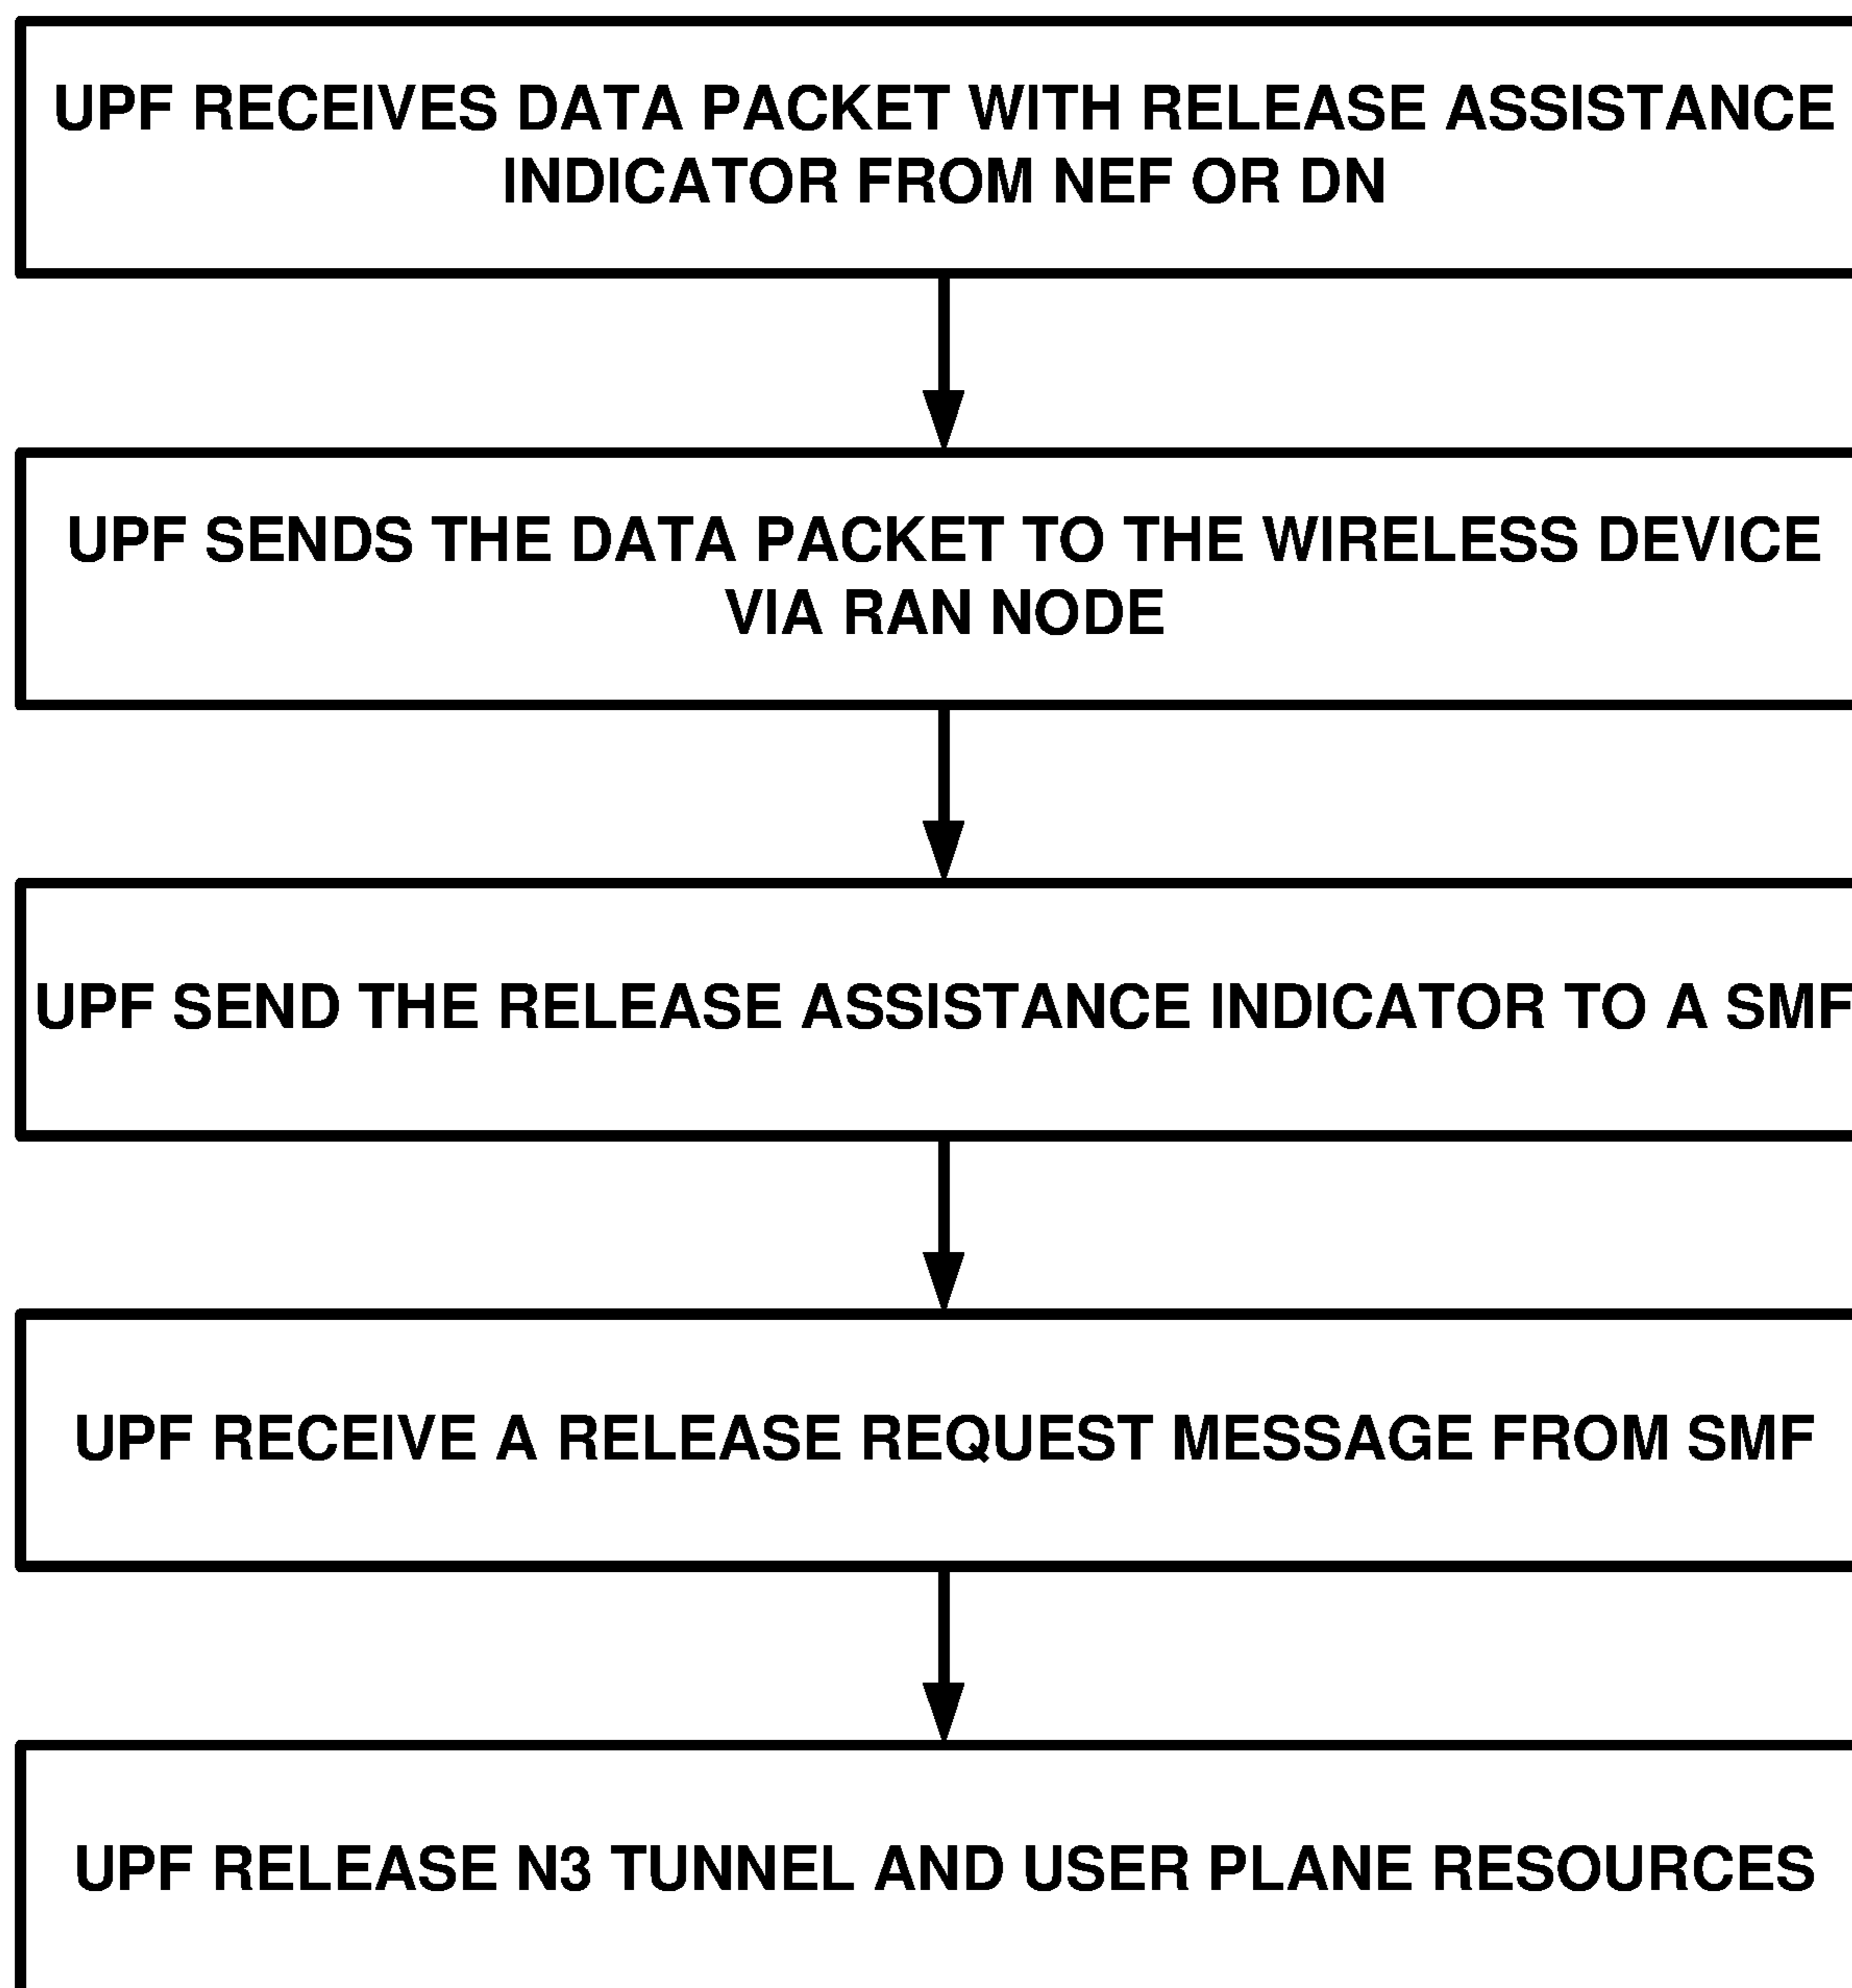 UPF RECEIVES DATA PACKET WITH RELEASE ASSISTANCE
INDICATOR FROM NEF OR DN
UPF SENDS THE DATA PACKET TO THE WIRELESS DEVICE
VIA RAN NODE
UPF SEND THE RELEASE ASSISTANCE INDICATOR TO A SMF
UPF RECEIVE A RELEASE REQUEST MESSAGE FROM SMF
UPF RELEASE N3 TUNNEL AND USER PLANE RESOURCES